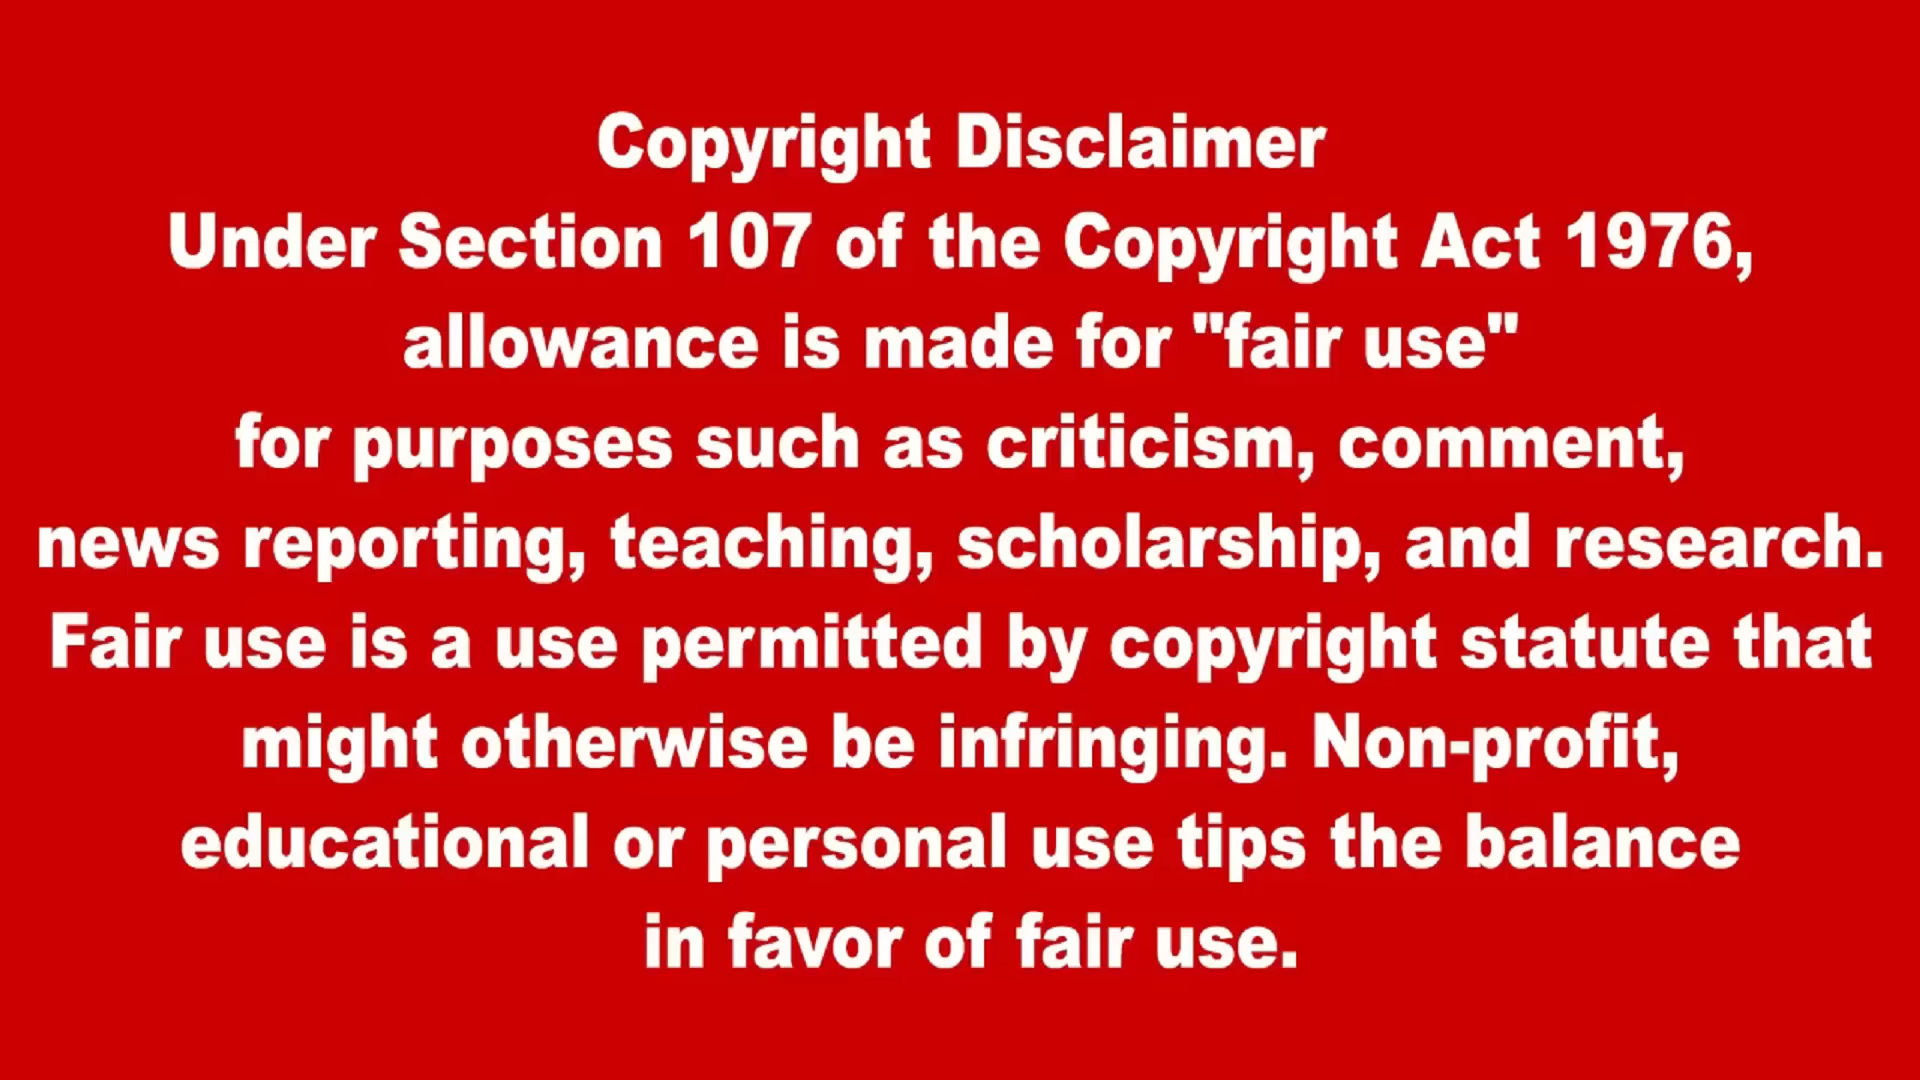 Copyright Disclaimer
Under Section 107 of the Copyright Act 1976,
allowance is made for "fair use"
for purposes such as criticism, comment,
news reporting, teaching, scholarship, and research.
Fair use is a use permitted by copyright statute that
might otherwise be infringing. Non-profit,
educational or personal use tips the balance
in favor of fair use.